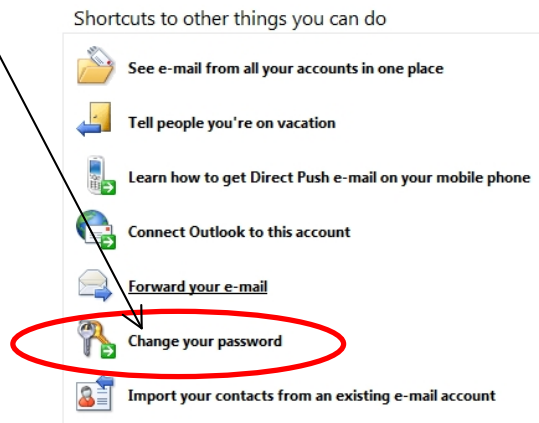 Shortcuts to other things you can do
See e-mail from all your accounts in one place
Tell people you're on vacation
Learn how to get Direct Push e-mail on your mobile phone
Connect Outlook to this account
Forward your e-mail
Change your password
Import your contacts from an existing e-mail account